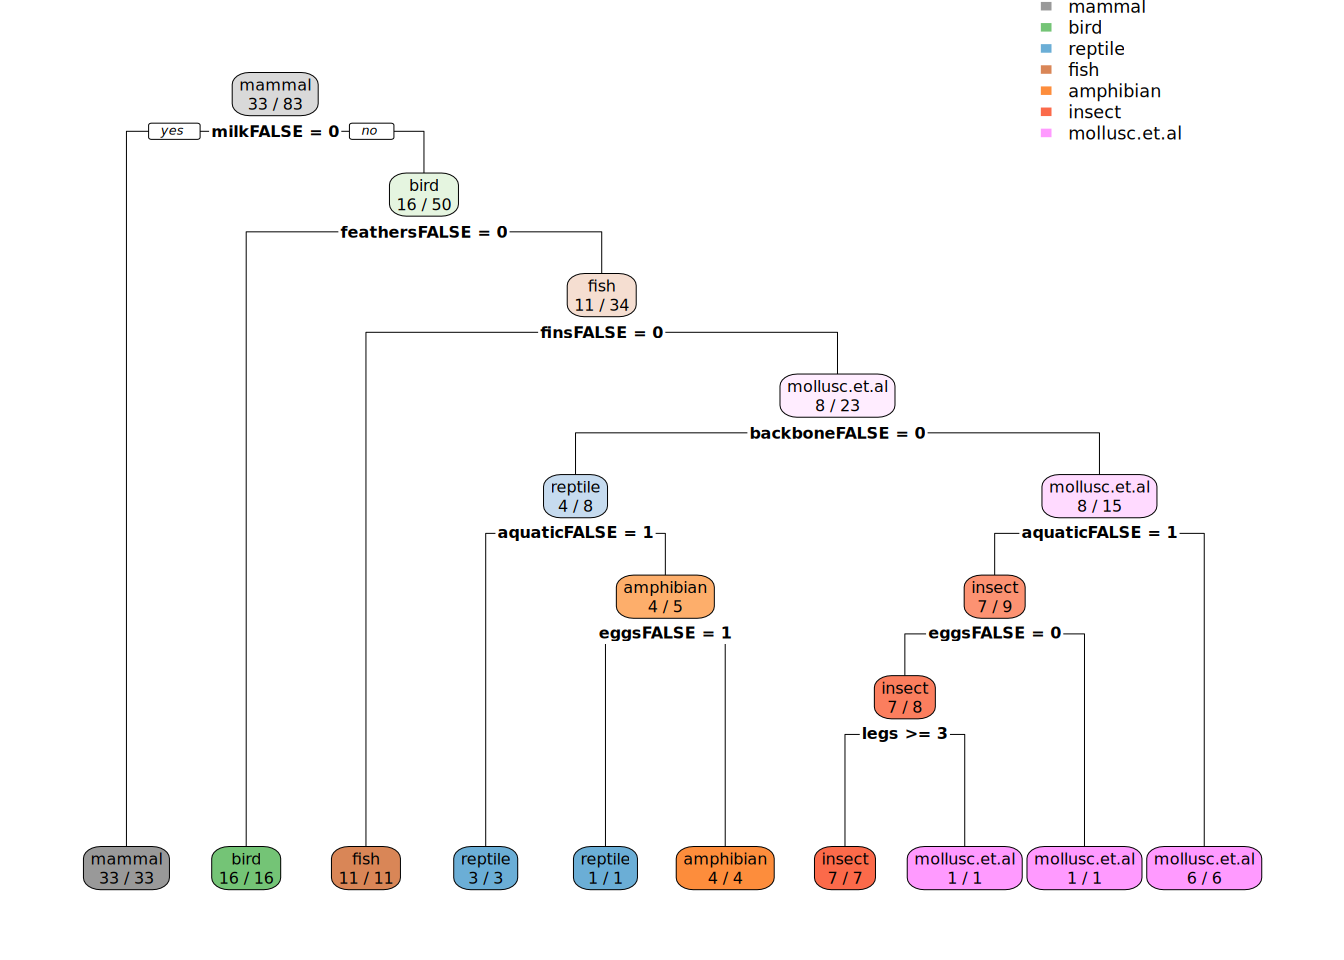 mammal
bird
reptile
fish
amphibian
insect
mollusc.et.al
mammal
33 / 83
yes
milkFALSE = 0
no
bird
16 / 50
feathersFALSE = 0
fish
11 / 34
finsFALSE = 0
mollusc.et.al
8 / 23
backboneFALSE = 0
reptile
4 / 8
mollusc.et.al
8 / 15
aquaticFALSE = 1
aquaticFALSE = 1
amphibian
4 / 5
insect
7 / 9
eggsFALSE = 1
eggsFALSE = 0
insect
7 / 8
legs >= 3
mammal
33 / 33
bird
16 / 16
fish
11 / 11
reptile
3 / 3
reptile
1 / 1
amphibian
4 / 4
insect
7 / 7
mollusc.et.al
1 / 1
mollusc.et.al
1 / 1
mollusc.et.al
6 / 6